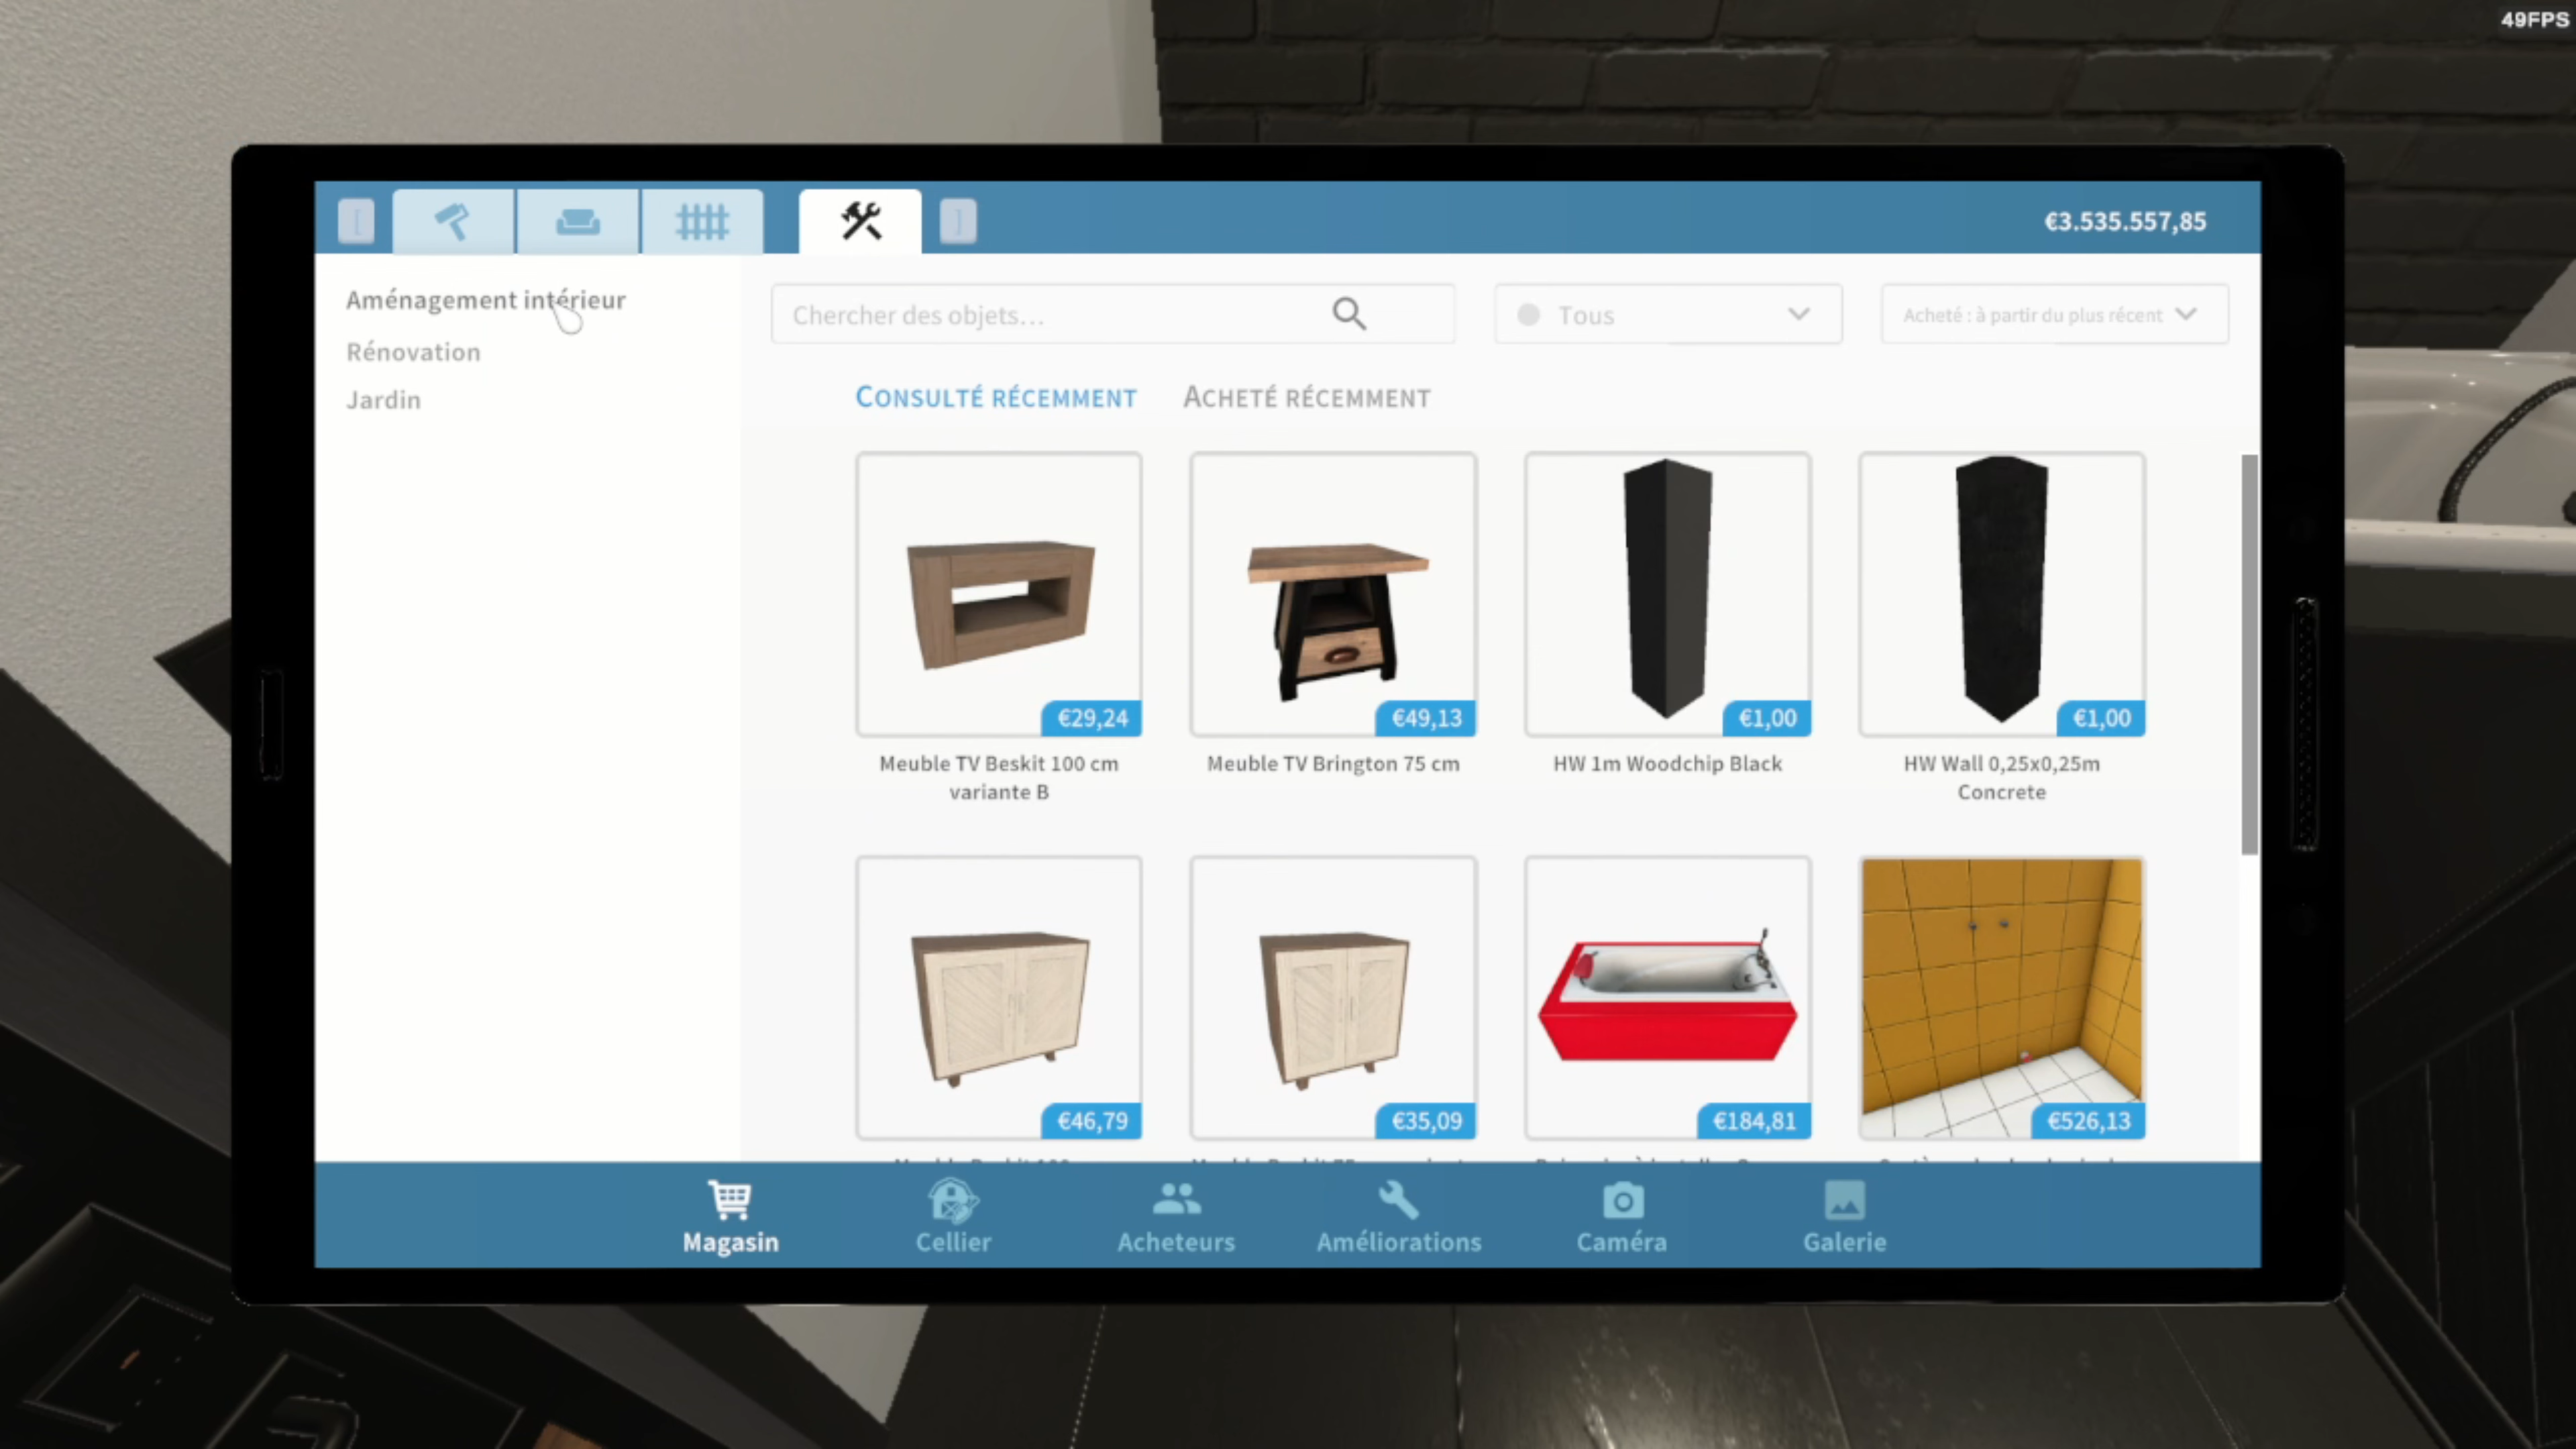 49FPS
[
]
€3.535.557,85
Aménagement intérieur
Rénovation
Jardin
Chercher des objets...
Tous
Acheté : à partir du plus récent
CONSULTÉ RÉCEMMENT
ACHETÉ RÉCEMMENT
€29,24
€49,13
€1,00
€1,00
Meuble TV Beskit 100 cm
variante B
Meuble TV Brington 75 cm
HW 1m Woodchip Black
HW Wall 0,25x0,25m
Concrete
€46,79
€35,09
€184,81
€526,13
Magasin
Cellier
Acheteurs
Améliorations
Caméra
Galerie